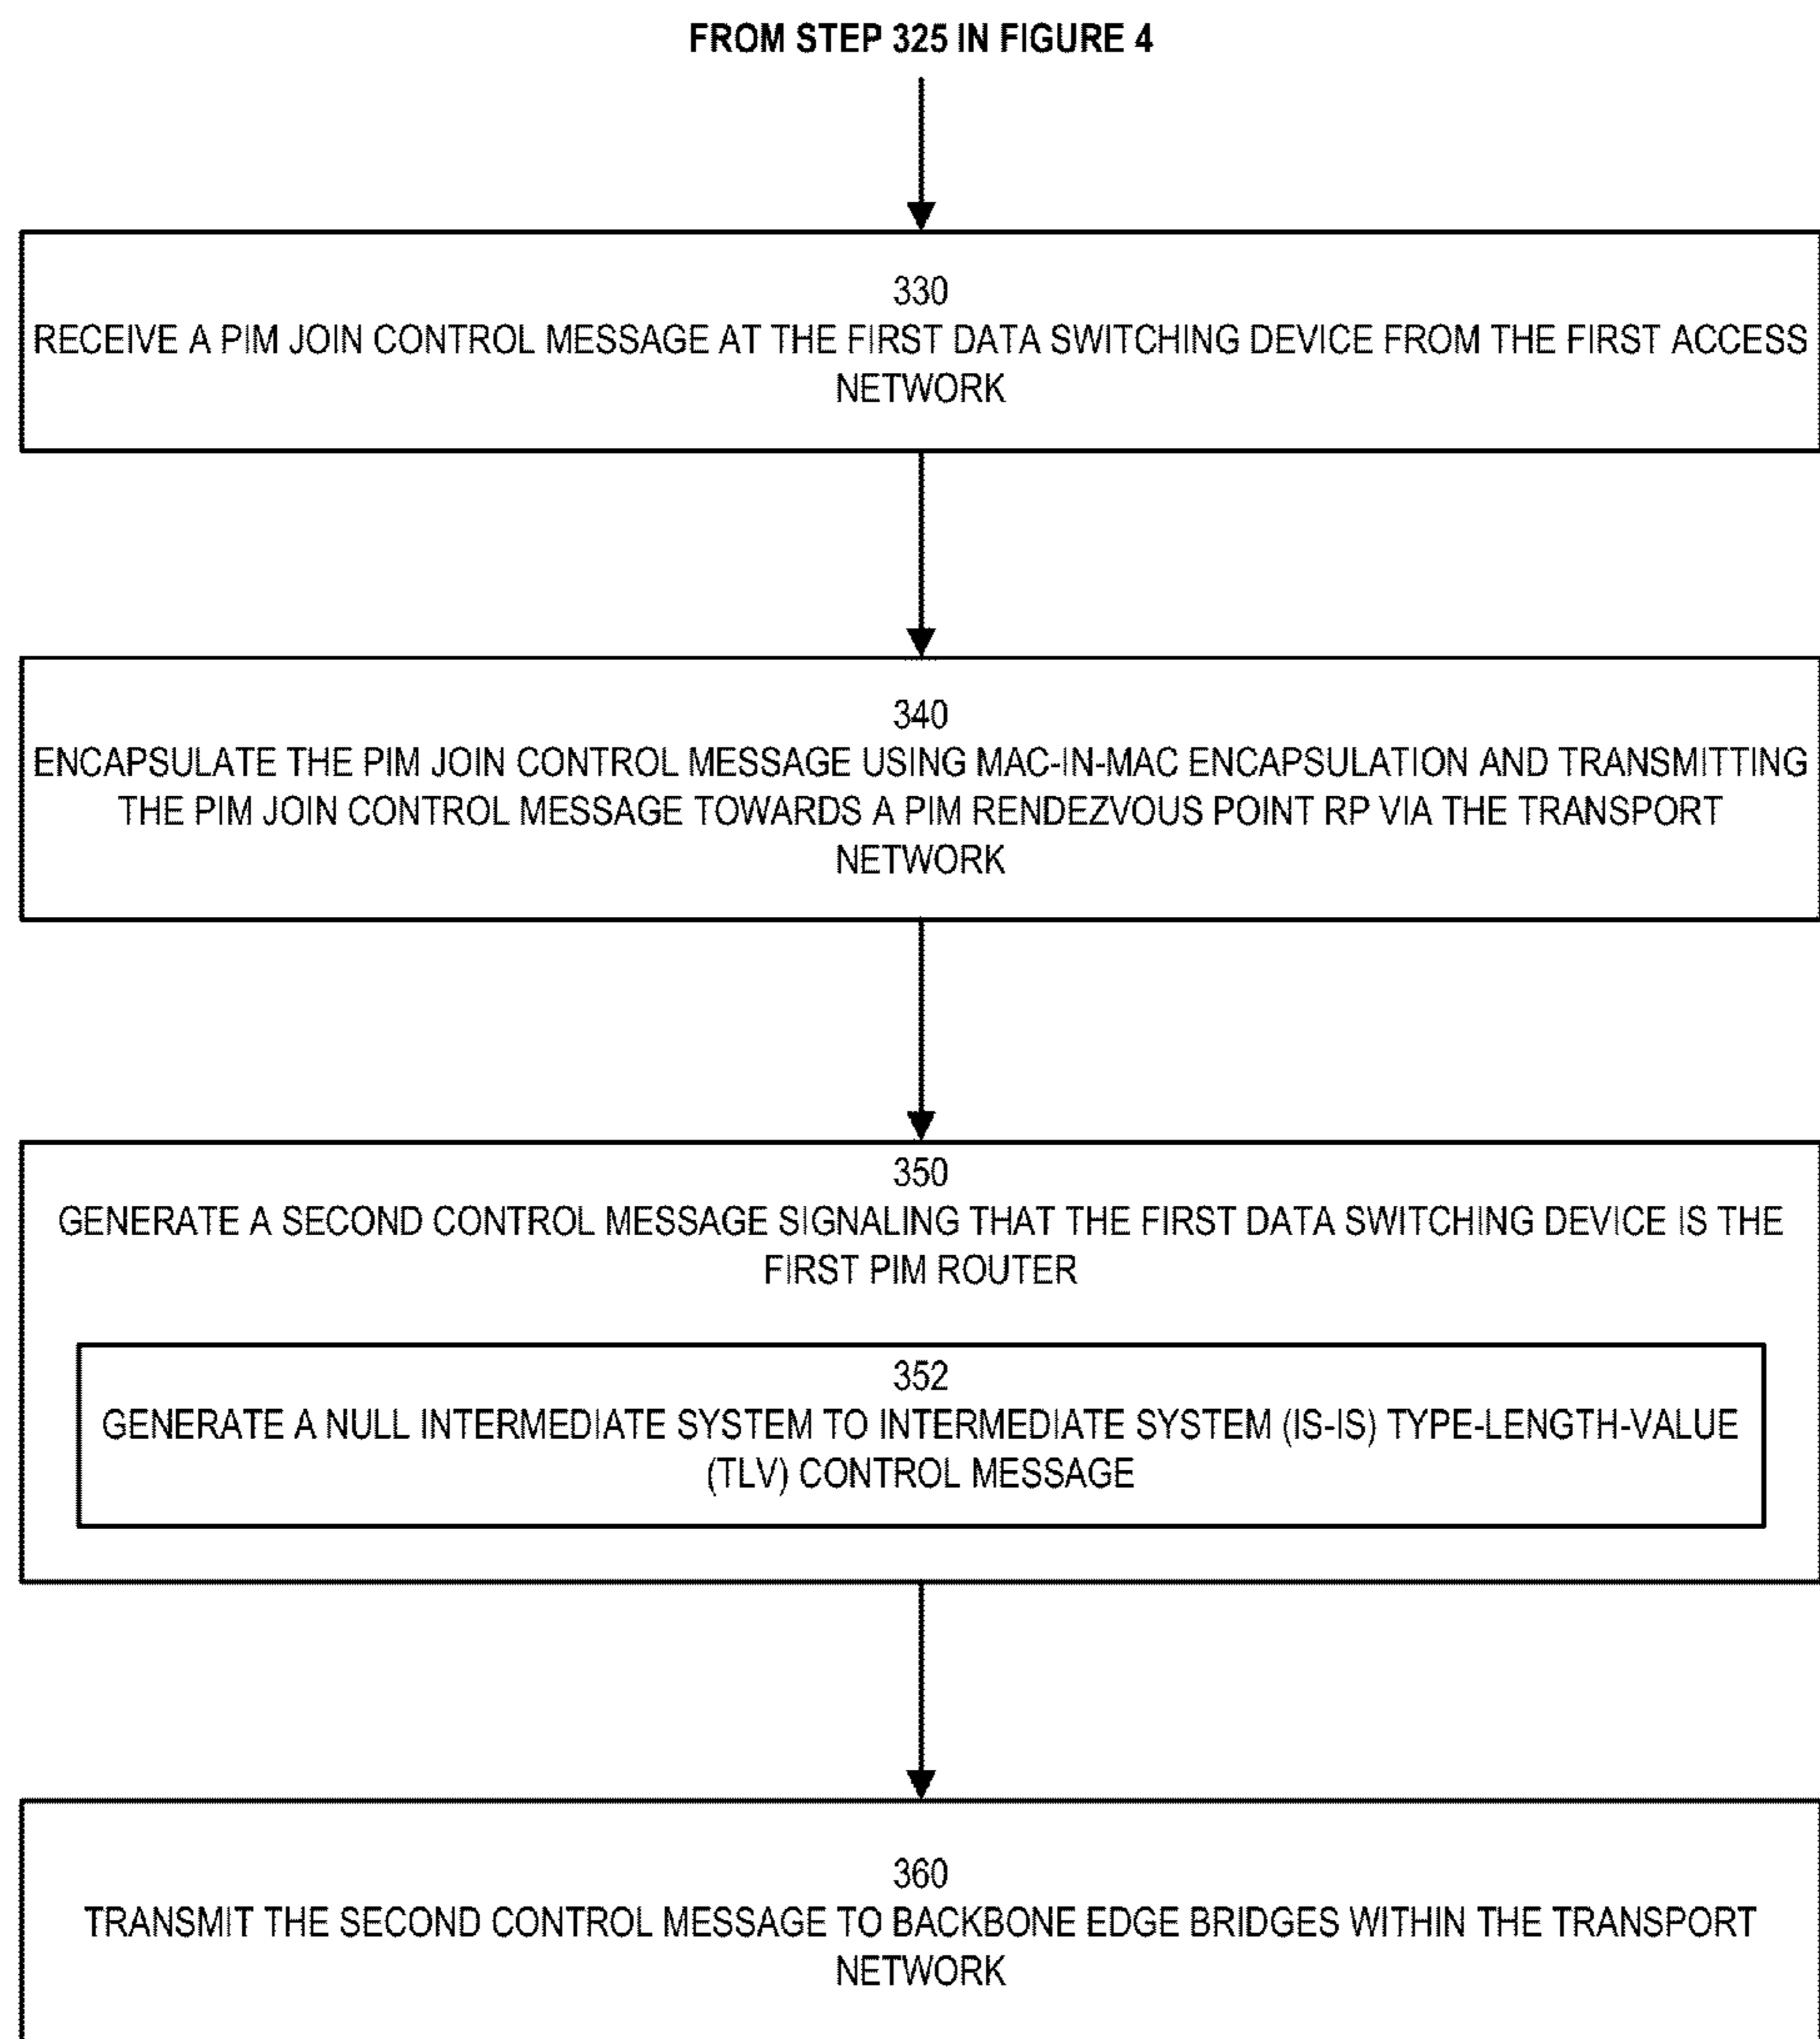 FROM STEP 325 IN FIGURE 4
330
RECEIVE A PIM JOIN CONTROL MESSAGE AT THE FIRST DATA SWITCHING DEVICE FROM THE FIRST ACCESS
NETWORK
340
ENCAPSULATE THE PIM JOIN CONTROL MESSAGE USING MAC-IN-MAC ENCAPSULATION AND TRANSMITTING
THE PIM JOIN CONTROL MESSAGE TOWARDS A PIM RENDEZVOUS POINT RP VIA THE TRANSPORT
NETWORK
350
GENERATE A SECOND CONTROL MESSAGE SIGNALING THAT THE FIRST DATA SWITCHING DEVICE IS THE
FIRST PIM ROUTER
352
GENERATE A NULL INTERMEDIATE SYSTEM TO INTERMEDIATE SYSTEM (IS-IS) TYPE-LENGTH-VALUE
(TLV) CONTROL MESSAGE
360
TRANSMIT THE SECOND CONTROL MESSAGE TO BACKBONE EDGE BRIDGES WITHIN THE TRANSPORT
NETWORK